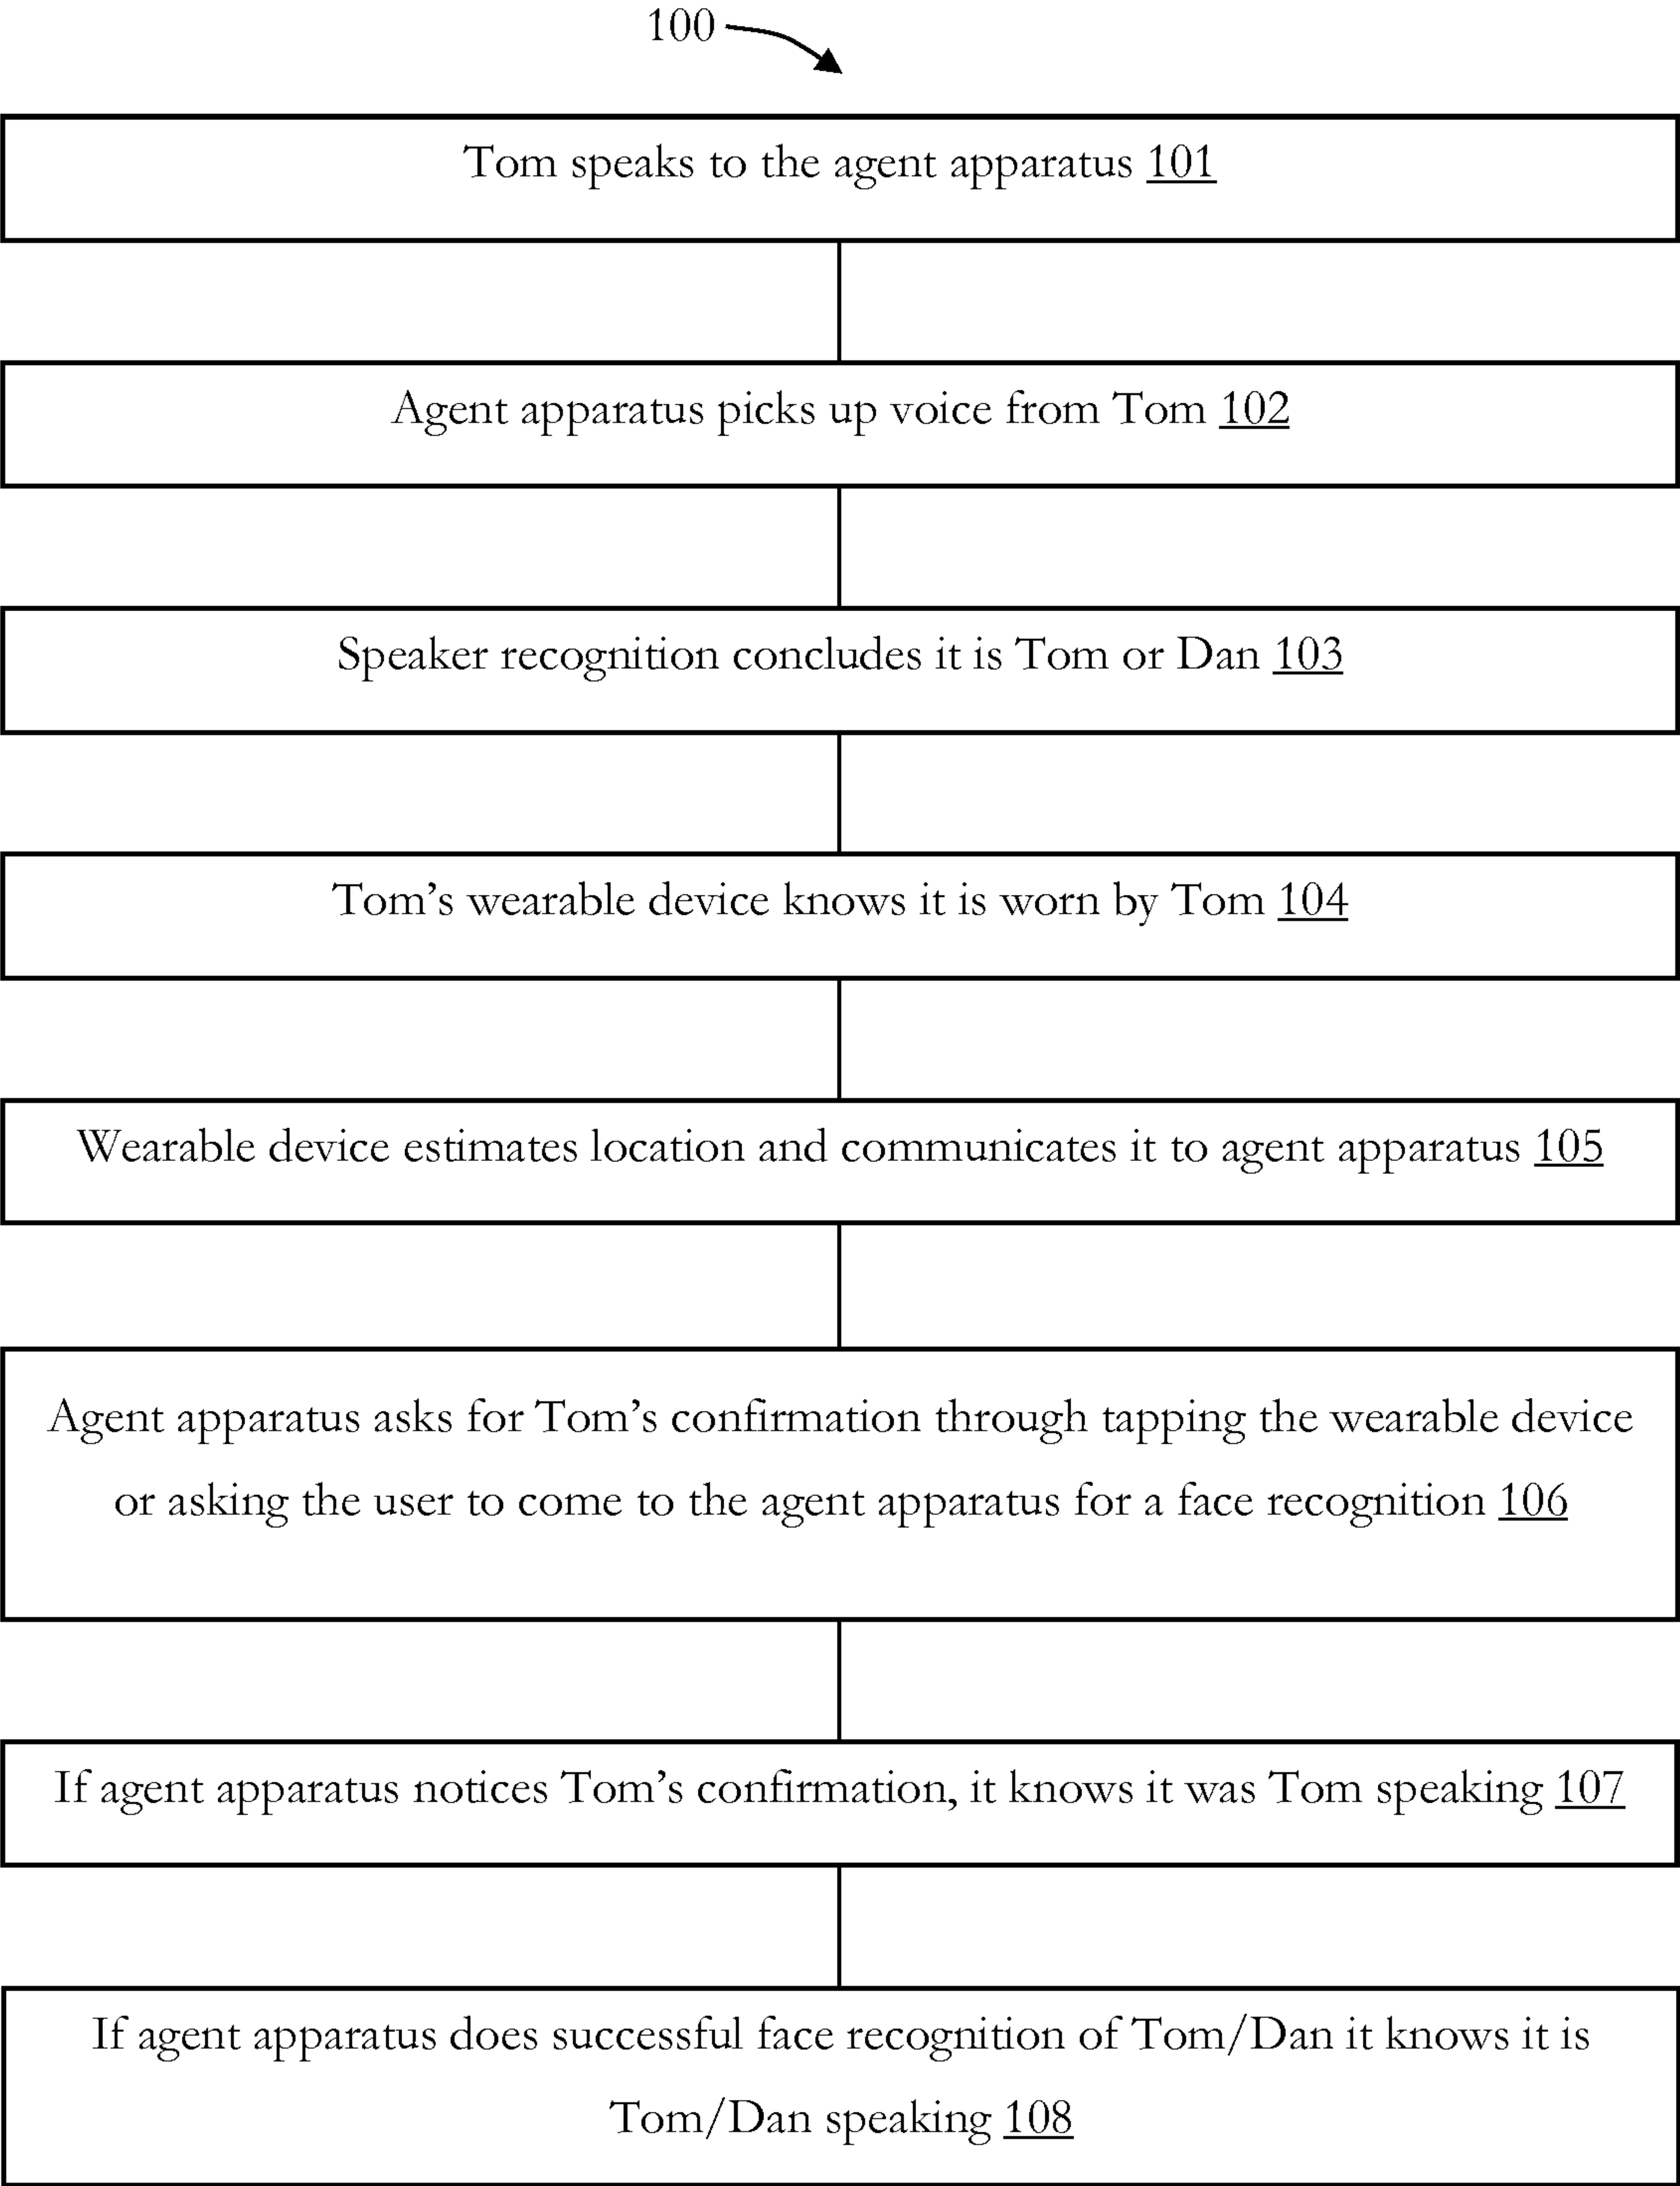 100
Tom speaks to the agent apparatus 101
Agent apparatus picks up voice from Tom 102
Speaker recognition concludes it is Tom or Dan 103
Tom’s wearable device knows it is worn by Tom 104
Wearable device estimates location and communicates it to agent apparatus 105
Agent apparatus asks for Tom’s confirmation through tapping the wearable device
or asking the user to come to the agent apparatus for a face recognition 106
If agent apparatus notices Tom’s confirmation, it knows it was Tom speaking 107
If agent apparatus does successful face recognition of Tom/Dan it knows it is
Tom/Dan speaking 108